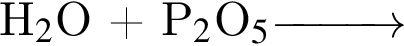 H₂O + P₂O₅ ⟶